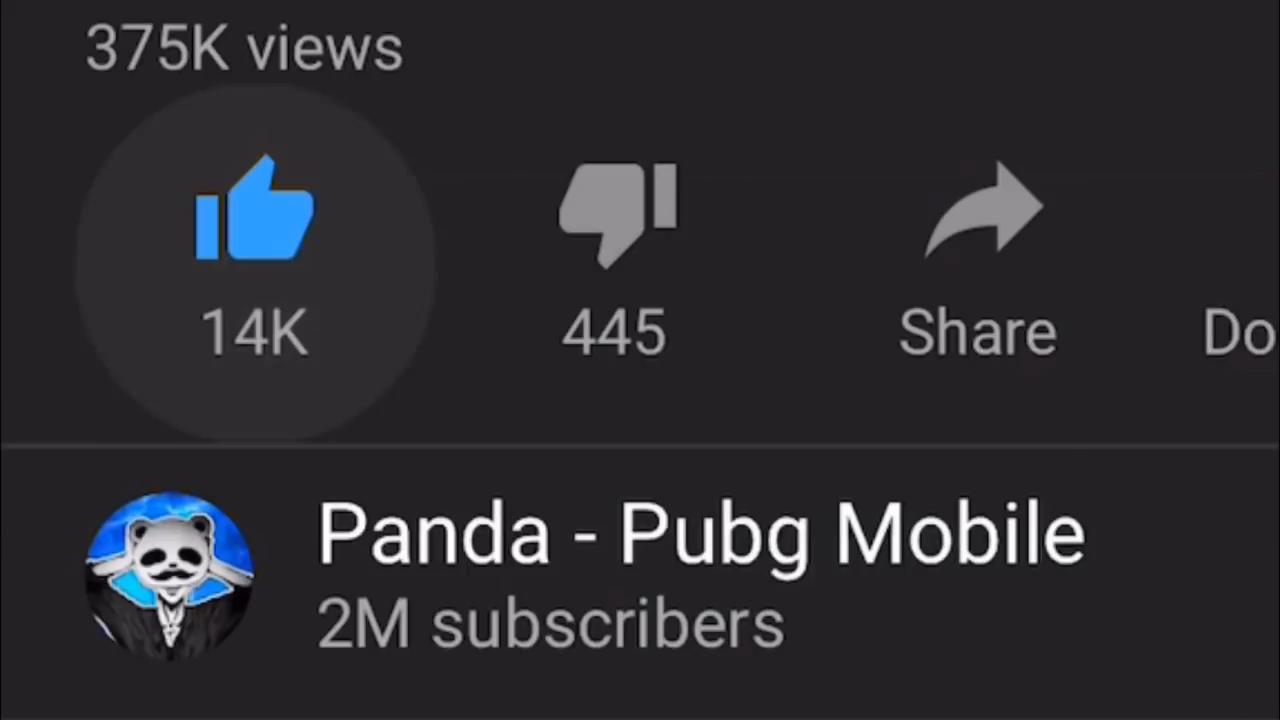 375K views
14K
445
Share
Do
Panda - Pubg Mobile
2M subscribers